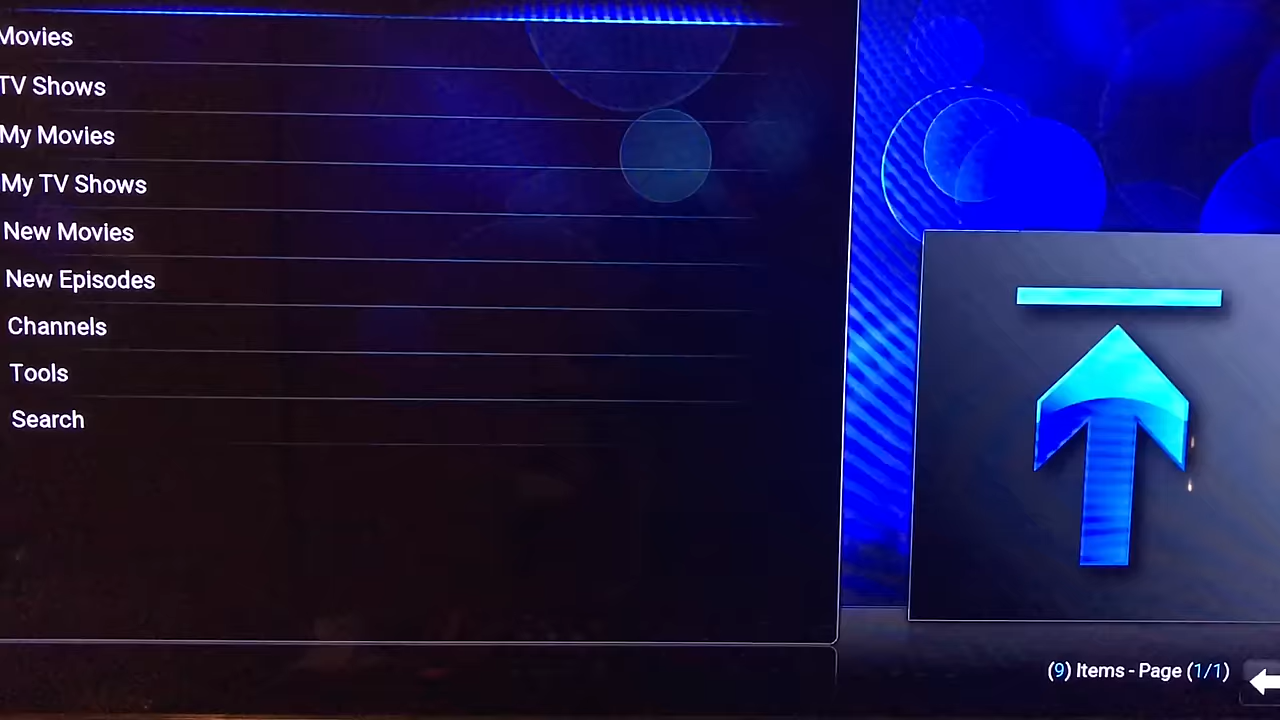 Movies
TV Shows
My Movies
My TV Shows
New Movies
New Episodes
Channels
Tools
Search
(9) Items - Page (1/1)